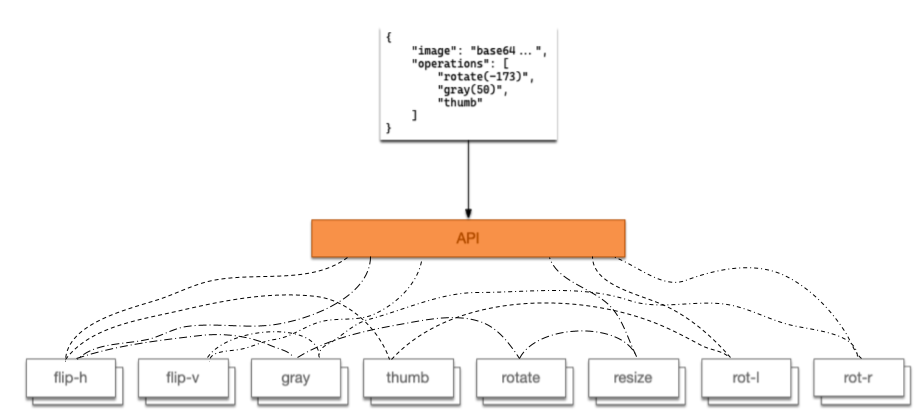 {
"image": "base64 ... ",
"operations": [
"rotate(-173)",
"gray(50)",
"thumb"
]
}
API
flip-h flip-v gray thumb rotate resize rot-l rot-r